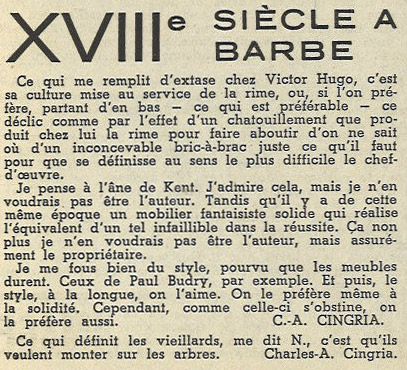 XVIIIe SIÈCLE A
BARBE
Ce qui me remplit d'extase chez Victor Hugo, c'est
sa culture mise au service de la rime, ou, si l'on pré-
fère, partant d'en bas — ce qui est préférable — ce
déclic comme par l'effet d'un chatouillement que pro-
duit chez lui la rime pour faire aboutir d'on ne sait
où d'un inconcevable bric-à-brac juste ce qu'il faut
pour que se définisse au sens le plus difficile le chef-
d'œuvre.
Je pense à l'âne de Kent. J'admire cela, mais je n'en
voudrais pas être l'auteur. Tandis qu'il y a de cette
même époque un mobilier fantaisiste solide qui réalise
l'équivalent d'un tel infaillible dans la réussite. Ça non
plus je n'en voudrais pas être l'auteur, mais assuré-
ment le propriétaire.
Je me fous bien du style, pourvu que les meubles
durent. Ceux de Paul Budry, par exemple. Et puis, le
style, à la longue, on l'aime. On le préfère même à
la solidité. Cependant, comme celle-ci s'obstine, on
la préfère aussi. C.-A. CINGRIA.
Ce qui définit les vieillards, me dit N., c'est qu'ils
veulent monter sur les arbres. Charles-A. Cingria.